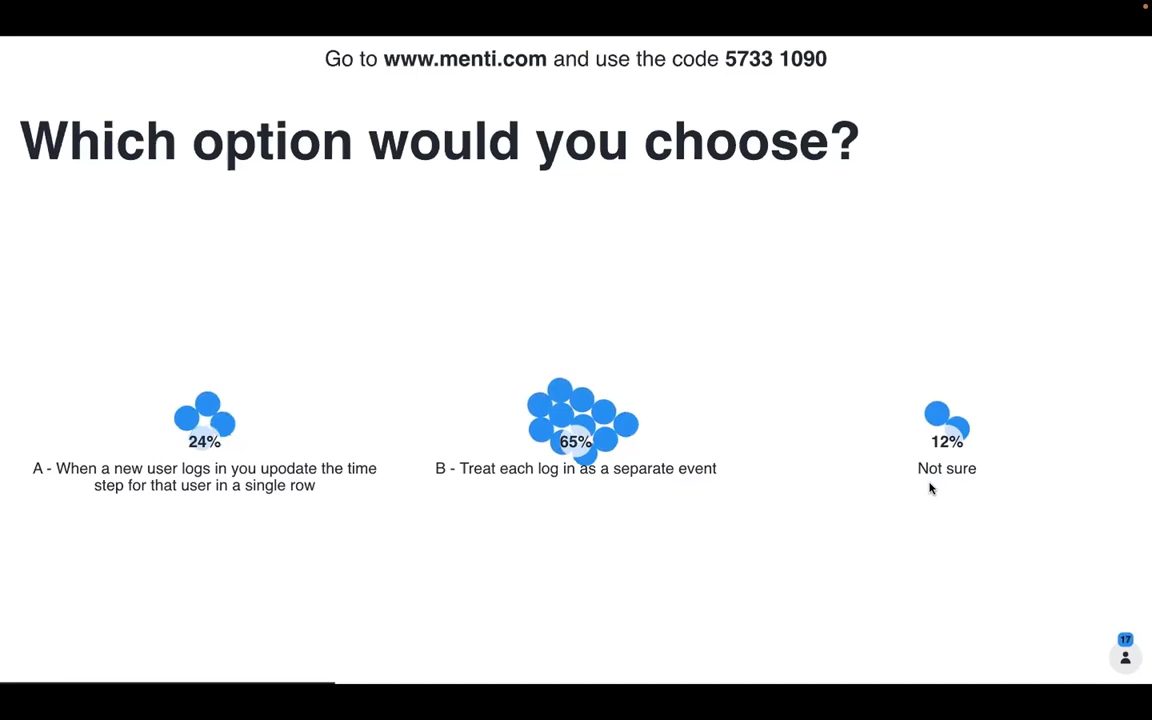 Go to www.menti.com and use the code 5733 1090
Which option would you choose?
24%
A - When a new user logs in you upodate the time
step for that user in a single row
65%
B - Treat each log in as a separate event
12%
Not sure
17